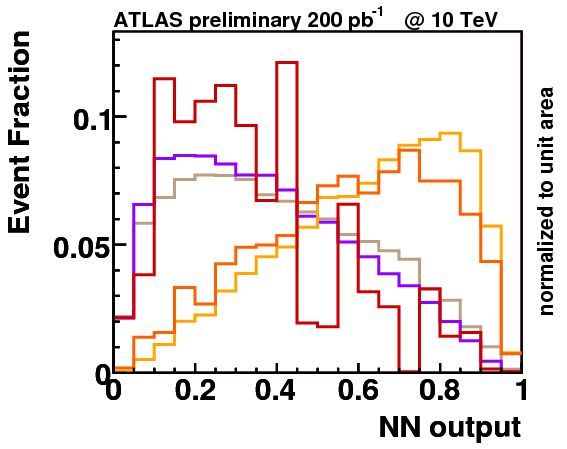 ATLAS preliminary 200 pb-1 @ 10 TeV
Event Fraction
0.1
0.05
0
0 0.2 0.4 0.6 0.8 1
NN output
normalized to unit area